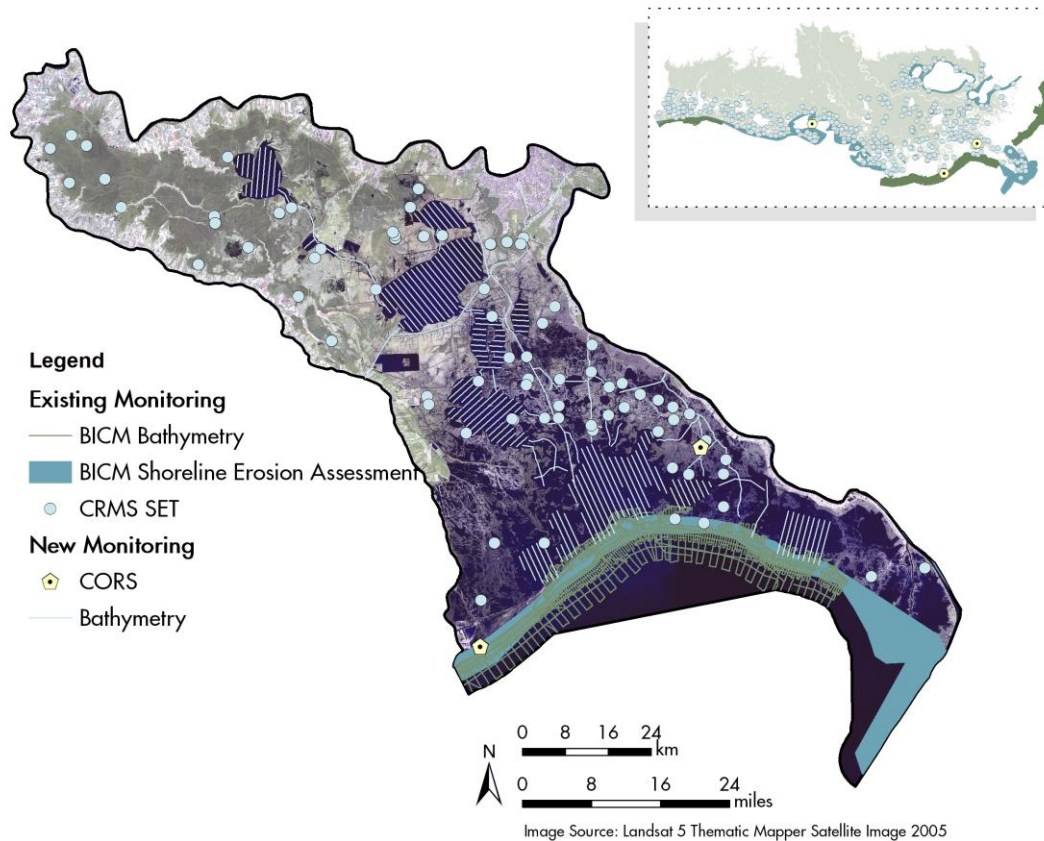 Legend
Existing Monitoring
BICM Bathymetry
BICM Shoreline Erosion Assessment
CRMS SET
New Monitoring
CORS
Bathymetry
0 8 16 24
km
N
0 8 16 24
miles
Image Source: Landsat 5 Thematic Mapper Satellite Image 2005